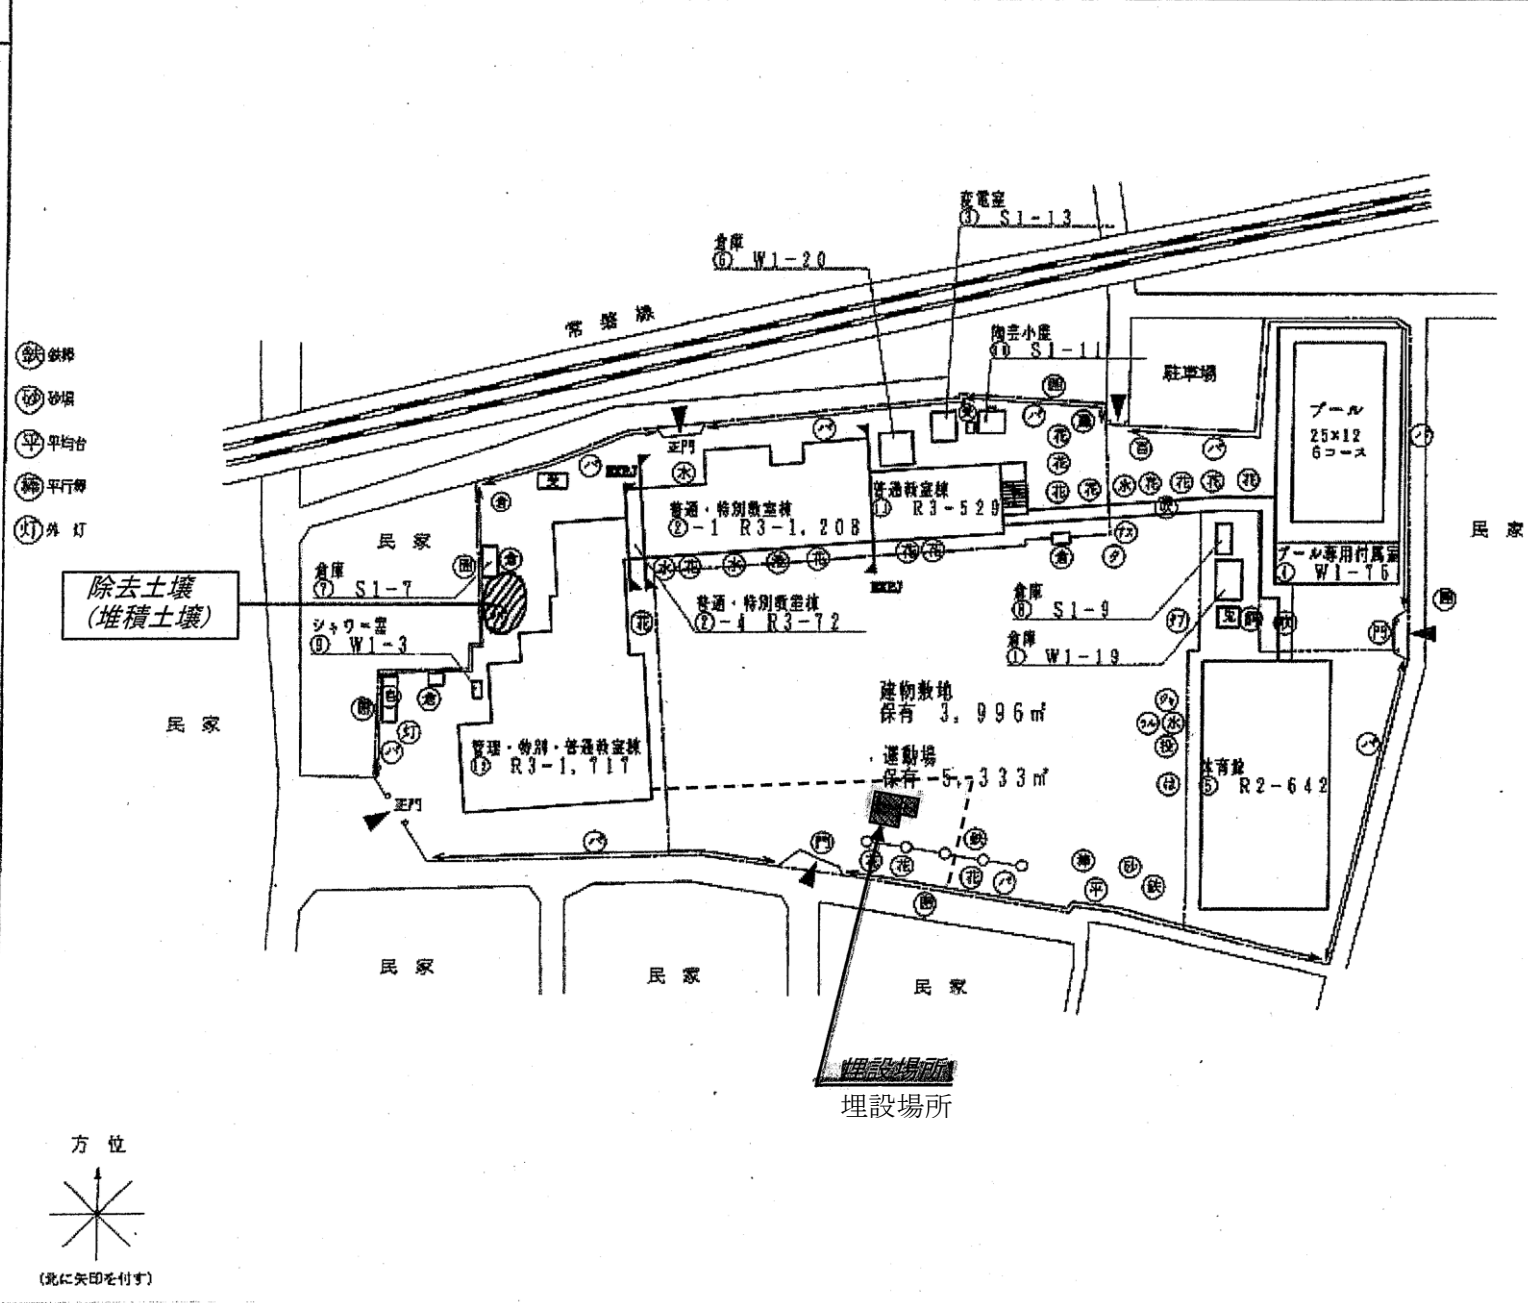 変電室
③ S1-13
倉庫
⑥ W1-20
常磐線
陶芸小屋
S1-11
駐車場
プール
25×12
6コース
鉄 鉄棒
砂 砂場
平 平均台
平行棒
灯 外灯
正門
普通・特別教室棟
②-1 R3-1,208
普通教室棟
⑪ R3-529
民家
民家
プール専用付属室
④ W1-75
倉庫
⑦ S1-7
除去土壌
(堆積土壌)
シャワー室
⑨ W1-3
普通・特別教室棟
②-4 R3-72
倉庫
⑧ S1-9
倉庫
① W1-19
民家
建物敷地
保有 3,996㎡
運動場
保有 5,333㎡
管理・特別・普通教室棟
⑫ R3-1,717
体育館
⑤ R2-642
正門
民家
民家
民家
埋設場所
埋設場所
方位
(北に矢印を付す)